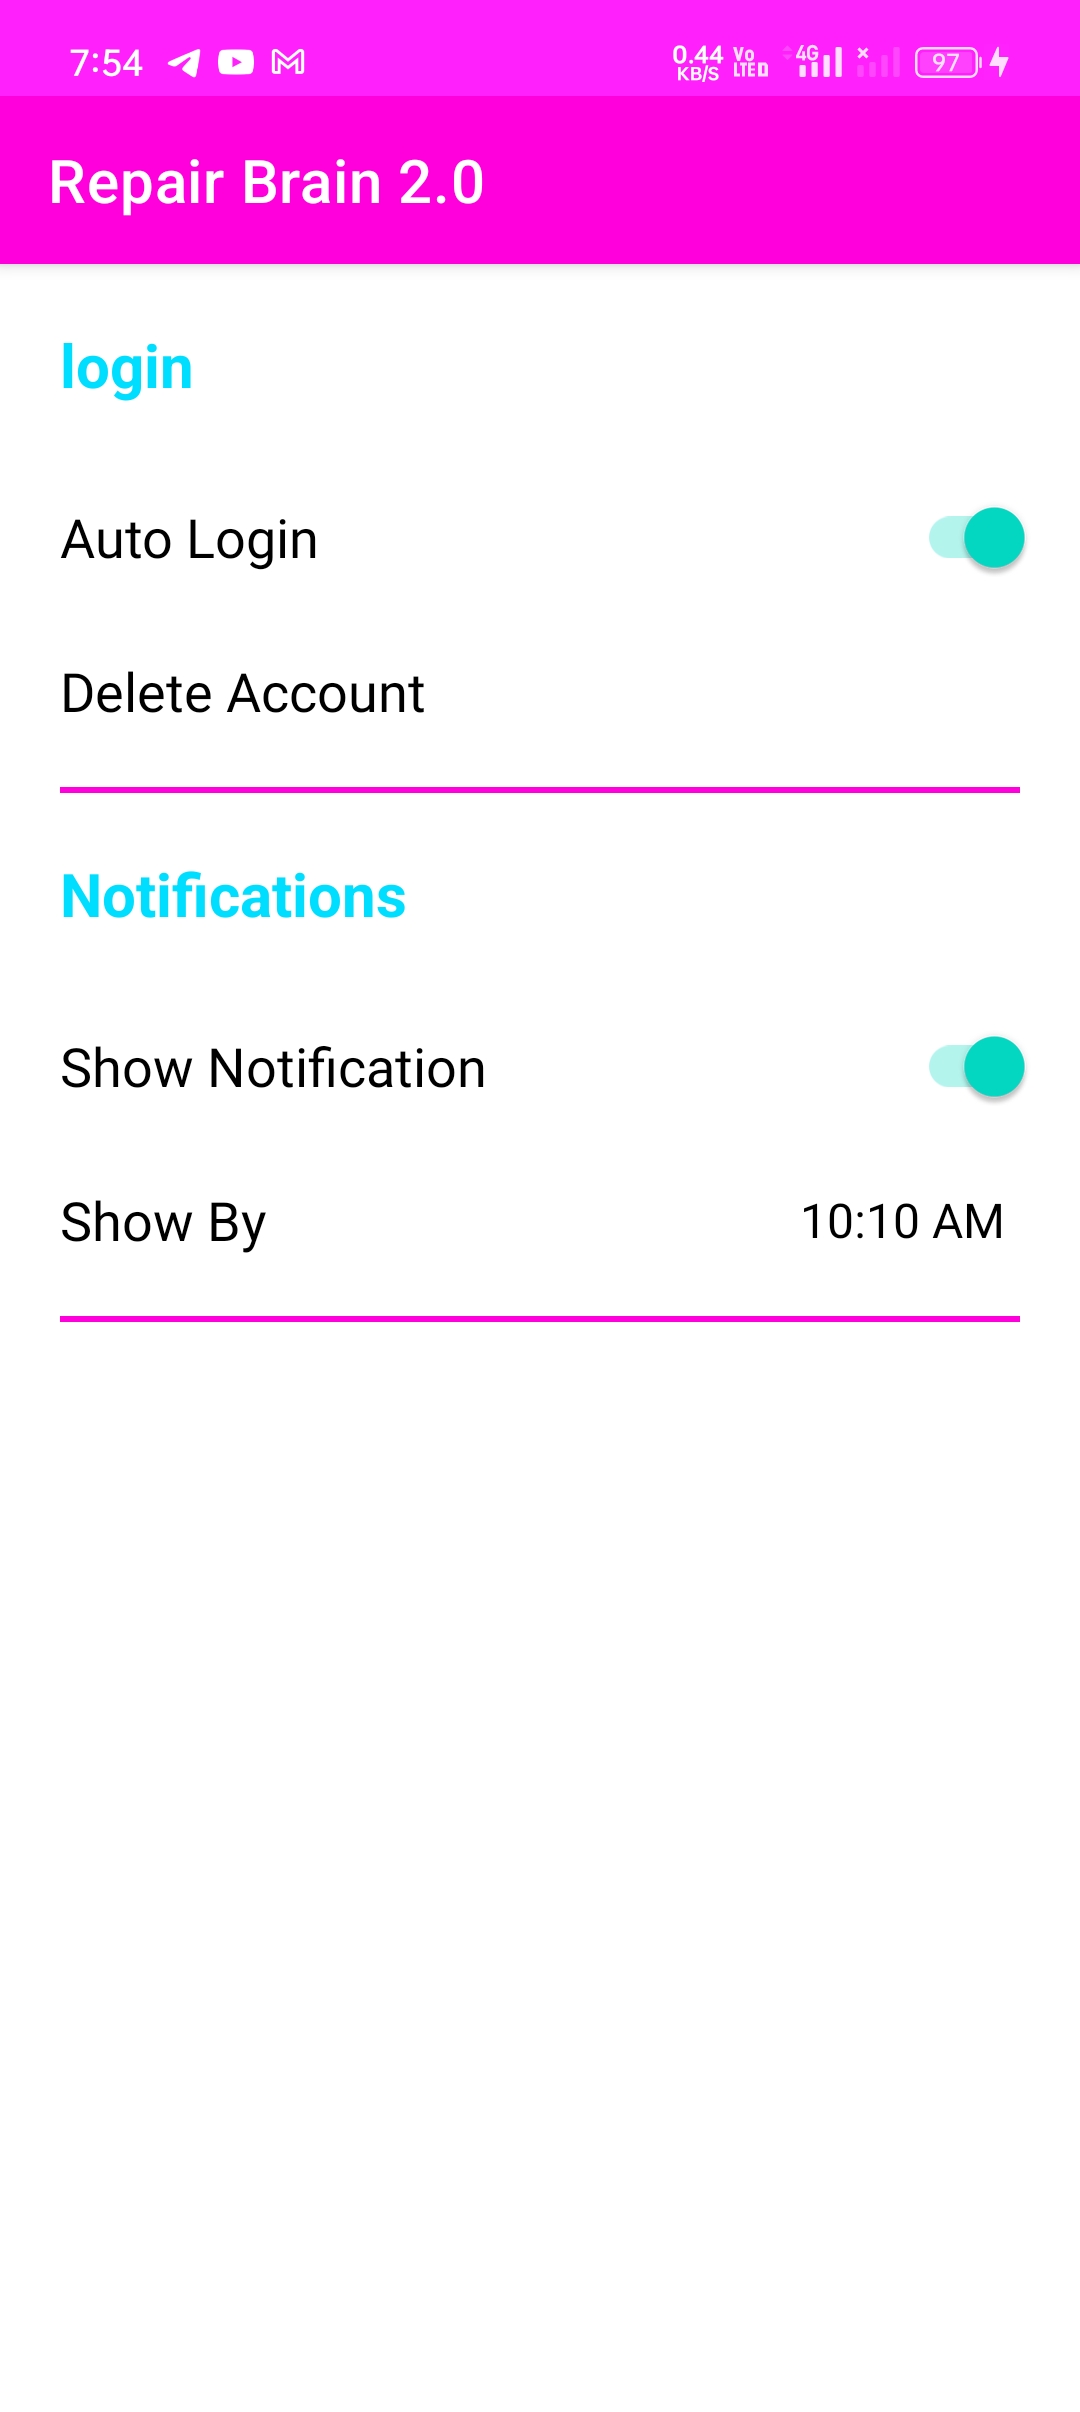 7:54 0.44 KB/S Vo LTE D 4G 97
Repair Brain 2.0
login
Auto Login
Delete Account
Notifications
Show Notification
Show By 10:10 AM